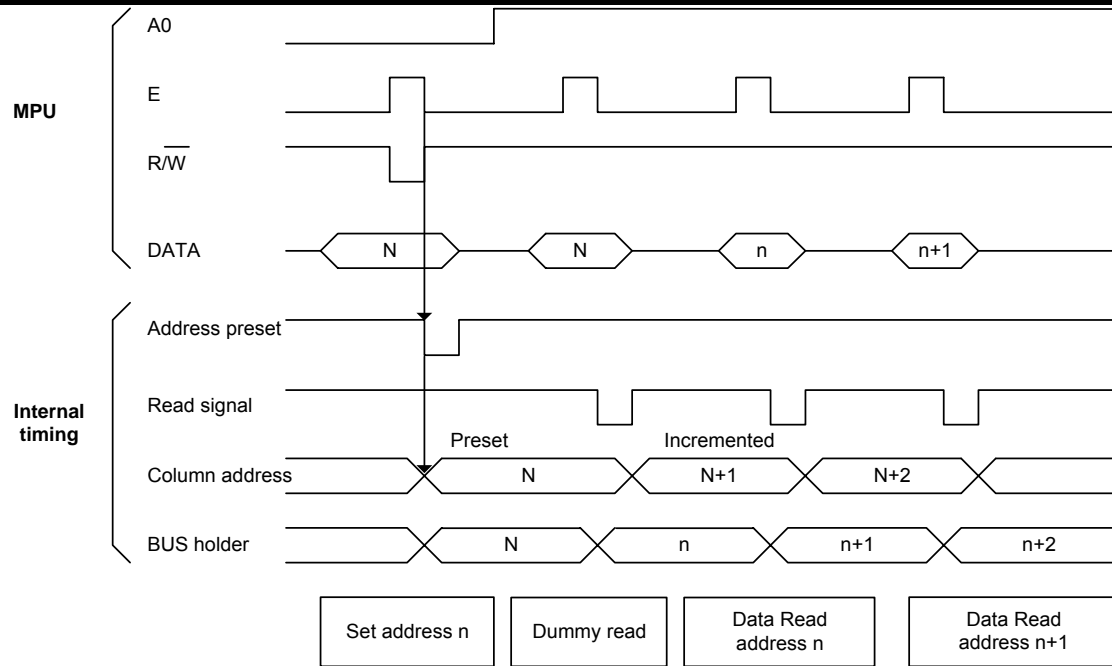 A0
E
MPU
R/W̅
DATA N N n n+1
Address preset
Read signal
Internal
timing
Preset Incremented
Column address N N+1 N+2
BUS holder N n n+1 n+2
Set address n Dummy read Data Read
address n Data Read
address n+1